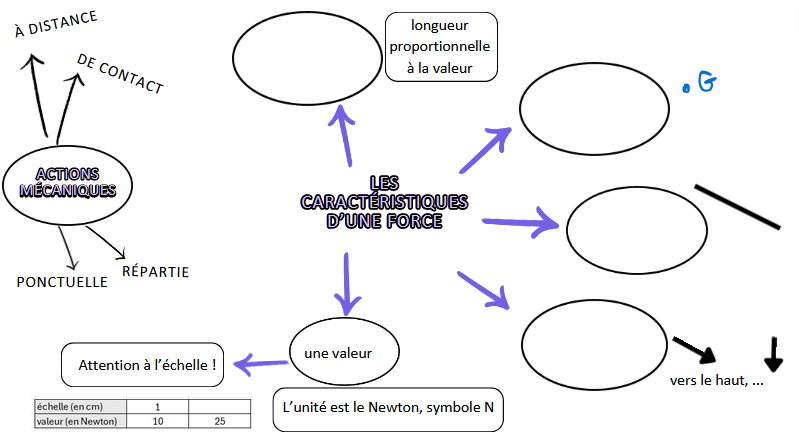 À DISTANCE
DE CONTACT
ACTIONS
MÉCANIQUES
PONCTUELLE
RÉPARTIE
longueur
proportionnelle
à la valeur
. G
LES
CARACTÉRISTIQUES
D'UNE FORCE
une valeur
Attention à l'échelle !
L'unité est le Newton, symbole N
vers le haut, ...
échelle (en cm) 1
valeur (en Newton) 10 25